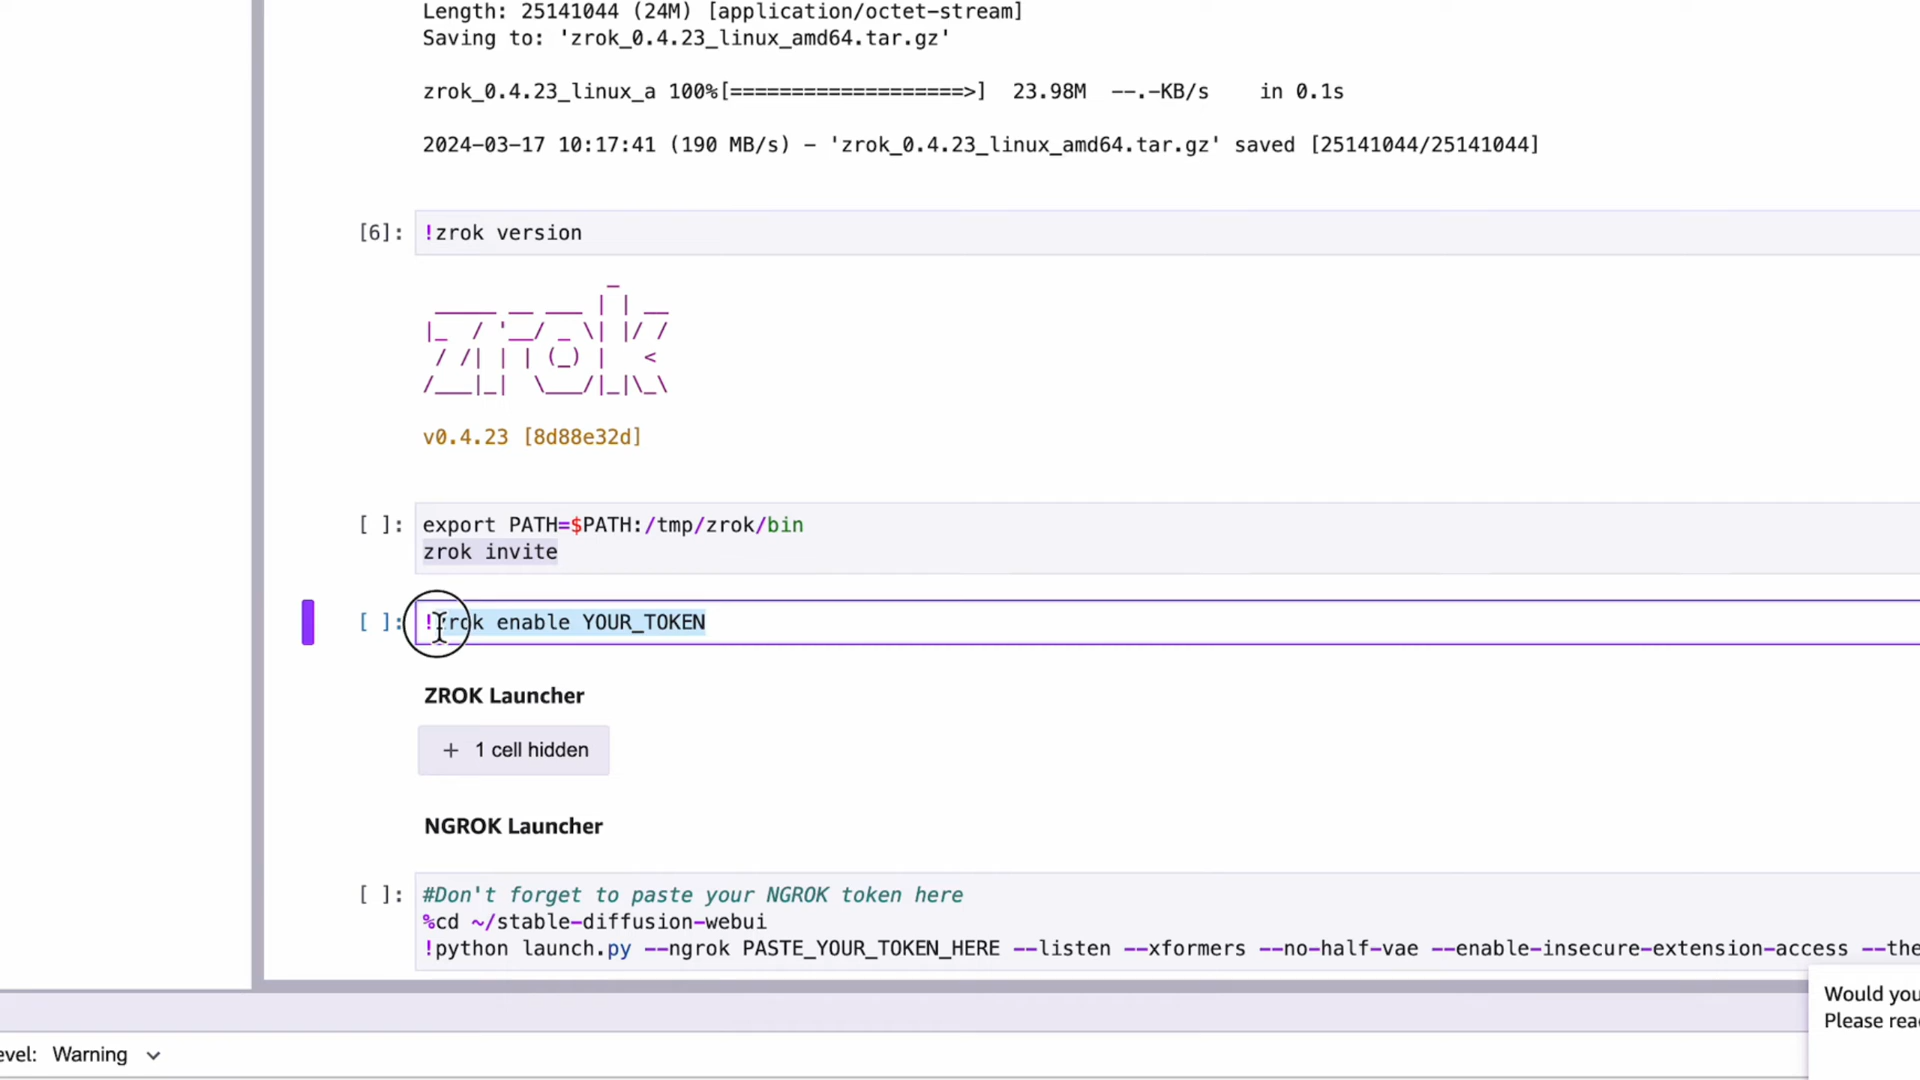 Length: 25141044 (24M) [application/octet-stream]
Saving to: 'zrok_0.4.23_linux_amd64.tar.gz'
zrok_0.4.23_linux_a 100%[===================>] 23.98M --.-KB/s in 0.1s
2024-03-17 10:17:41 (190 MB/s) - 'zrok_0.4.23_linux_amd64.tar.gz' saved [25141044/25141044]
[6]: !zrok version
zrok
v0.4.23 [8d88e32d]
[ ]: export PATH=$PATH:/tmp/zrok/bin
zrok invite
[ ]: !zrok enable YOUR_TOKEN
ZROK Launcher
+ 1 cell hidden
NGROK Launcher
[ ]: #Don't forget to paste your NGROK token here
%cd ~/stable-diffusion-webui
!python launch.py --ngrok PASTE_YOUR_TOKEN_HERE --listen --xformers --no-half-vae --enable-insecure-extension-access --the
Would you
Please rea
evel: Warning